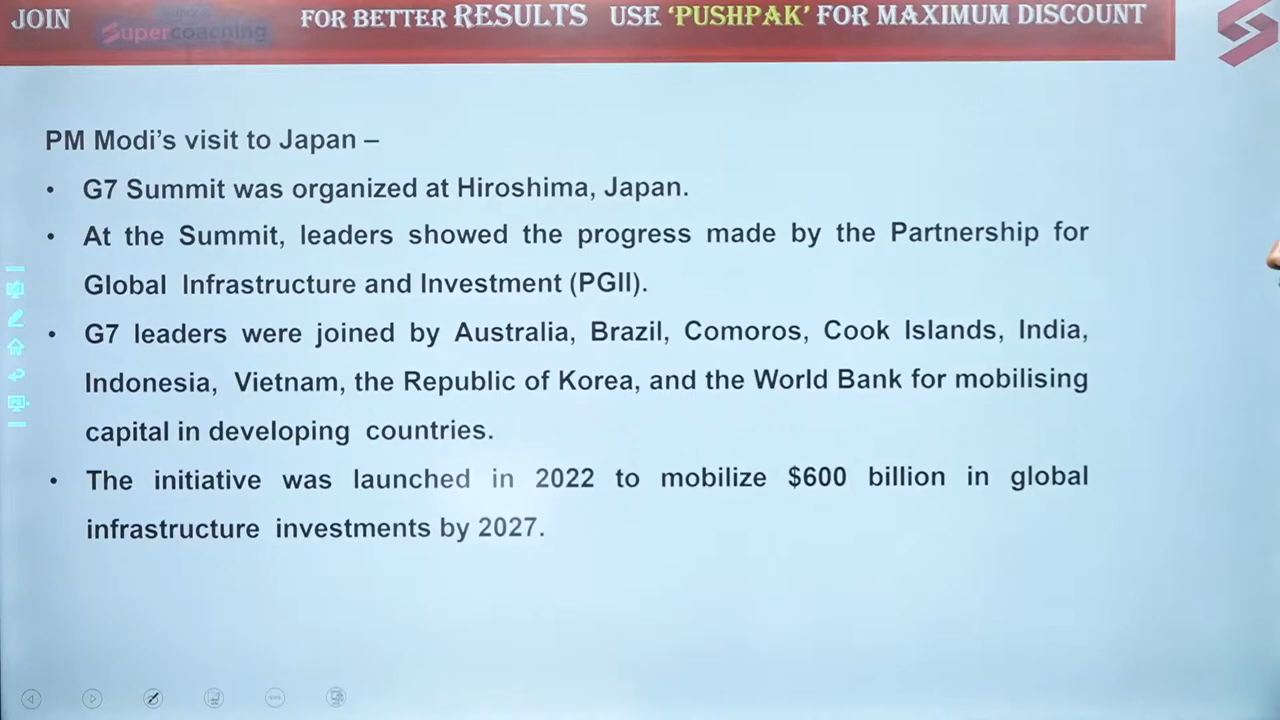 JOIN
Supercoaching
FOR BETTER RESULTS USE ‘PUSHPAK’ FOR MAXIMUM DISCOUNT
PM Modi’s visit to Japan –
• G7 Summit was organized at Hiroshima, Japan.
• At the Summit, leaders showed the progress made by the Partnership for
Global Infrastructure and Investment (PGII).
• G7 leaders were joined by Australia, Brazil, Comoros, Cook Islands, India,
Indonesia, Vietnam, the Republic of Korea, and the World Bank for mobilising
capital in developing countries.
• The initiative was launched in 2022 to mobilize $600 billion in global
infrastructure investments by 2027.